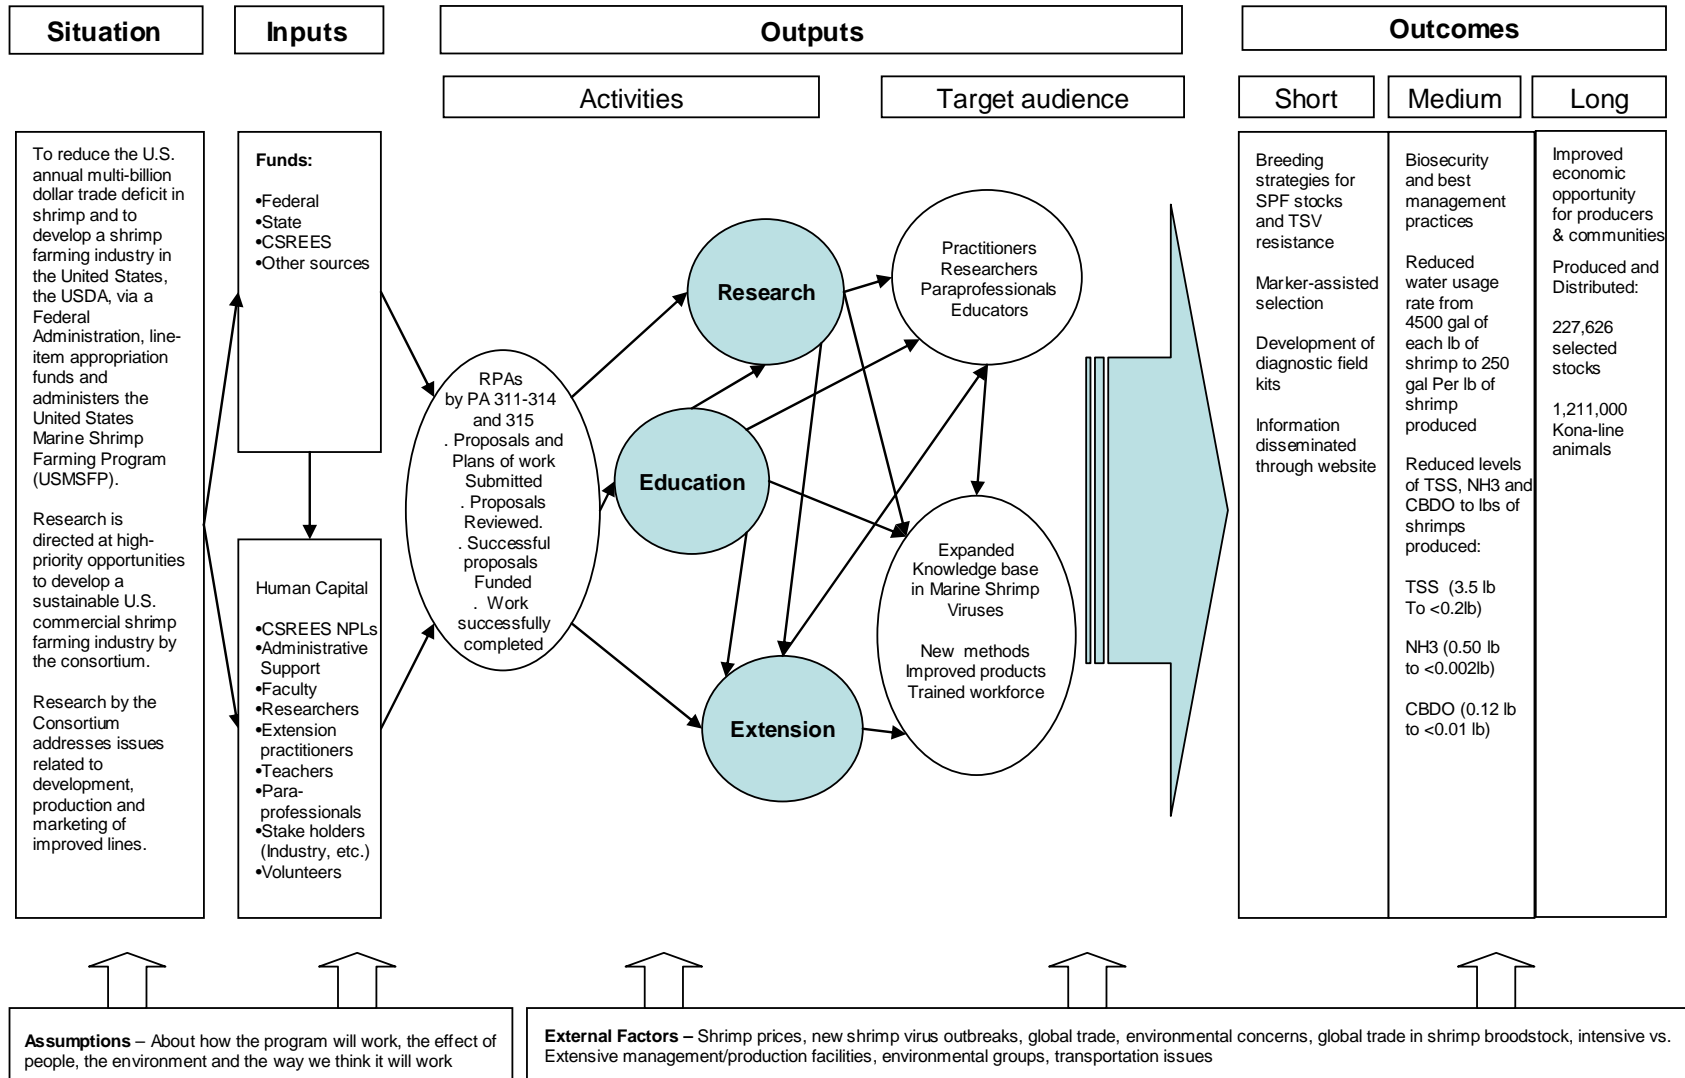 Situation
Inputs
Outputs
Outcomes
Activities
Target audience
Short
Medium
Long
To reduce the U.S.
annual multi-billion
dollar trade deficit in
shrimp and to
develop a shrimp
farming industry in
the United States,
the USDA, via a
Federal
Administration, line-
item appropriation
funds and
administers the
United States
Marine Shrimp
Farming Program
(USMSFP).
Research is
directed at high-
priority opportunities
to develop a
sustainable U.S.
commercial shrimp
farming industry by
the consortium.
Research by the
Consortium
addresses issues
related to
development,
production and
marketing of
improved lines.
Funds:
•Federal
•State
•CSREES
•Other sources
Human Capital
•CSREES NPLs
•Administrative
Support
•Faculty
•Researchers
•Extension
practitioners
•Teachers
•Para-
professionals
•Stake holders
(Industry, etc.)
•Volunteers
RPAs
by PA 311-314
and 315
. Proposals and
Plans of work
Submitted
. Proposals
Reviewed.
. Successful
proposals
Funded
. Work
successfully
completed
Research
Education
Extension
Practitioners
Researchers
Paraprofessionals
Educators
Expanded
Knowledge base
in Marine Shrimp
Viruses
New methods
Improved products
Trained workforce
Breeding
strategies for
SPF stocks
and TSV
resistance
Marker-assisted
selection
Development of
diagnostic field
kits
Information
disseminated
through website
Biosecurity
and best
management
practices
Reduced
water usage
rate from
4500 gal of
each lb of
shrimp to 250
gal Per lb of
shrimp
produced
Reduced levels
of TSS, NH3 and
CBDO to lbs of
shrimps
produced:
TSS (3.5 lb
To <0.2lb)
NH3 (0.50 lb
to <0.002lb)
CBDO (0.12 lb
to <0.01 lb)
Improved
economic
opportunity
for producers
& communities
Produced and
Distributed:
227,626
selected
stocks
1,211,000
Kona-line
animals
Assumptions – About how the program will work, the effect of
people, the environment and the way we think it will work
External Factors – Shrimp prices, new shrimp virus outbreaks, global trade, environmental concerns, global trade in shrimp broodstock, intensive vs.
Extensive management/production facilities, environmental groups, transportation issues